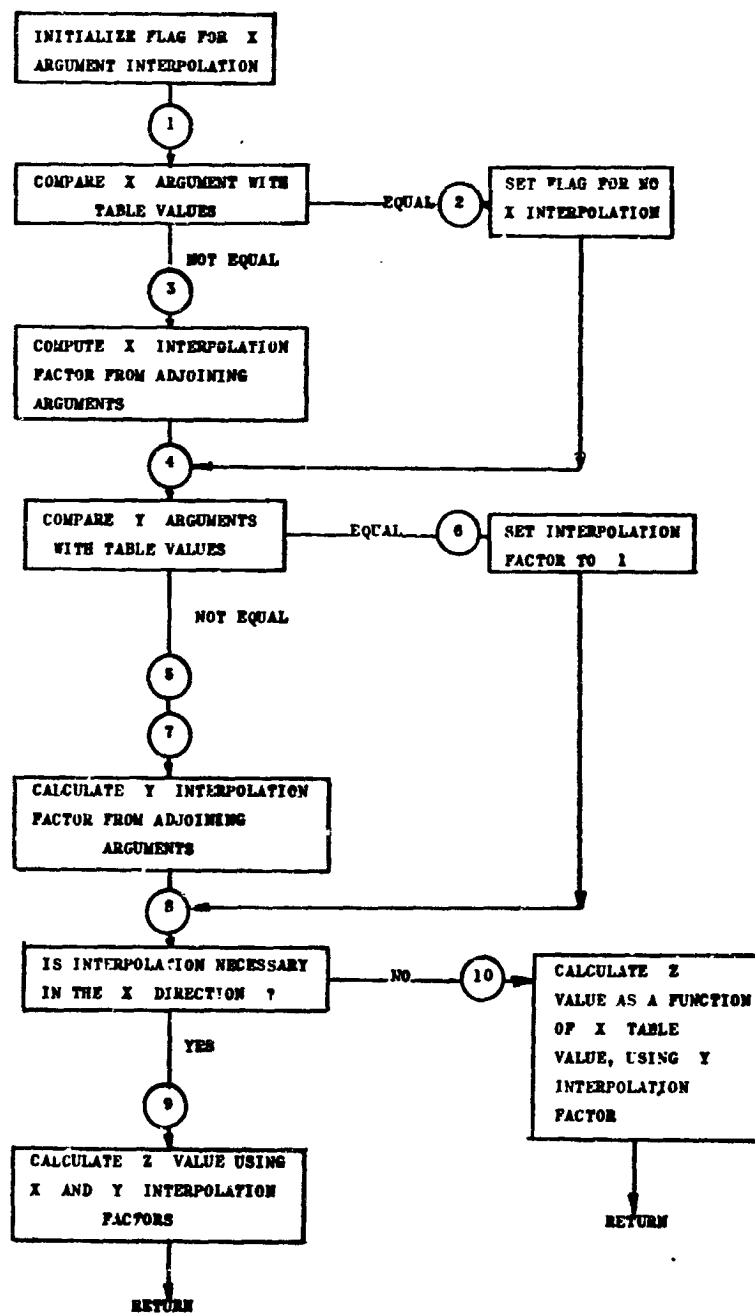 INITIALIZE FLAG FOR X
ARGUMENT INTERPOLATION
1
COMPARE X ARGUMENT WITH
TABLE VALUES
EQUAL
2
SET FLAG FOR NO
X INTERPOLATION
NOT EQUAL
3
COMPUTE X INTERPOLATION
FACTOR FROM ADJOINING
ARGUMENTS
4
COMPARE Y ARGUMENTS
WITH TABLE VALUES
EQUAL
6
SET INTERPOLATION
FACTOR TO 1
NOT EQUAL
5
7
CALCULATE Y INTERPOLATION
FACTOR FROM ADJOINING
ARGUMENTS
8
IS INTERPOLATION NECESSARY
IN THE X DIRECTION ?
NO
10
CALCULATE Z
VALUE AS A FUNCTION
OF X TABLE
VALUE, USING Y
INTERPOLATION
FACTOR
YES
9
CALCULATE Z VALUE USING
X AND Y INTERPOLATION
FACTORS
RETURN
RETURN